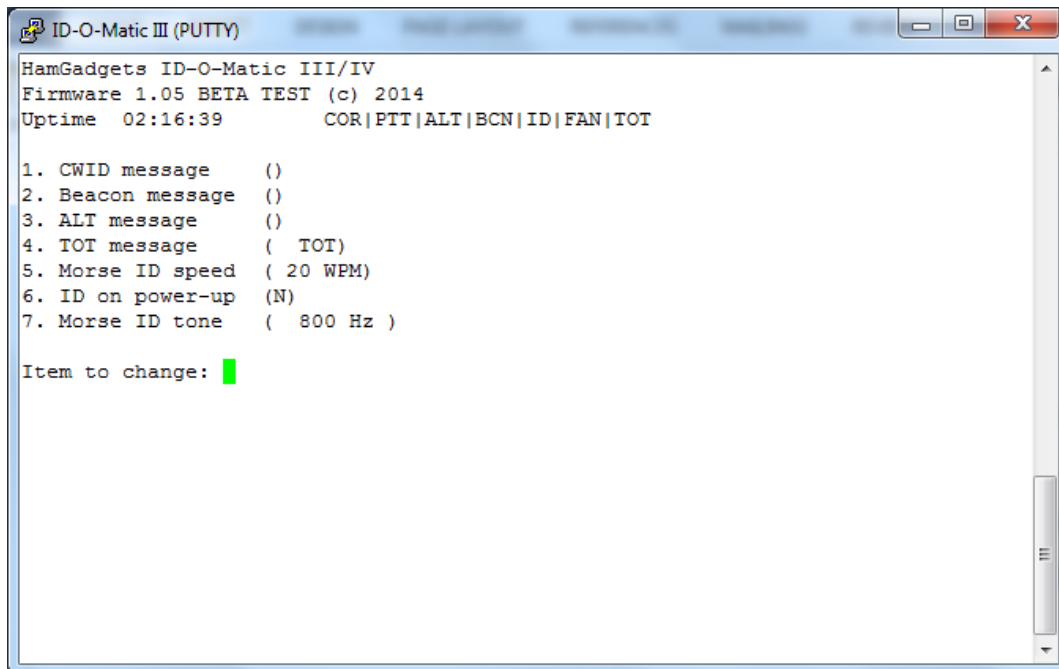 ID-O-Matic III (PUTTY)
HamGadgets ID-O-Matic III/IV
Firmware 1.05 BETA TEST (c) 2014
Uptime  02:16:39        COR|PTT|ALT|BCN|ID|FAN|TOT
1. CWID message    ()
2. Beacon message  ()
3. ALT message     ()
4. TOT message     (  TOT)
5. Morse ID speed  ( 20 WPM)
6. ID on power-up  (N)
7. Morse ID tone   (  800 Hz )
Item to change: